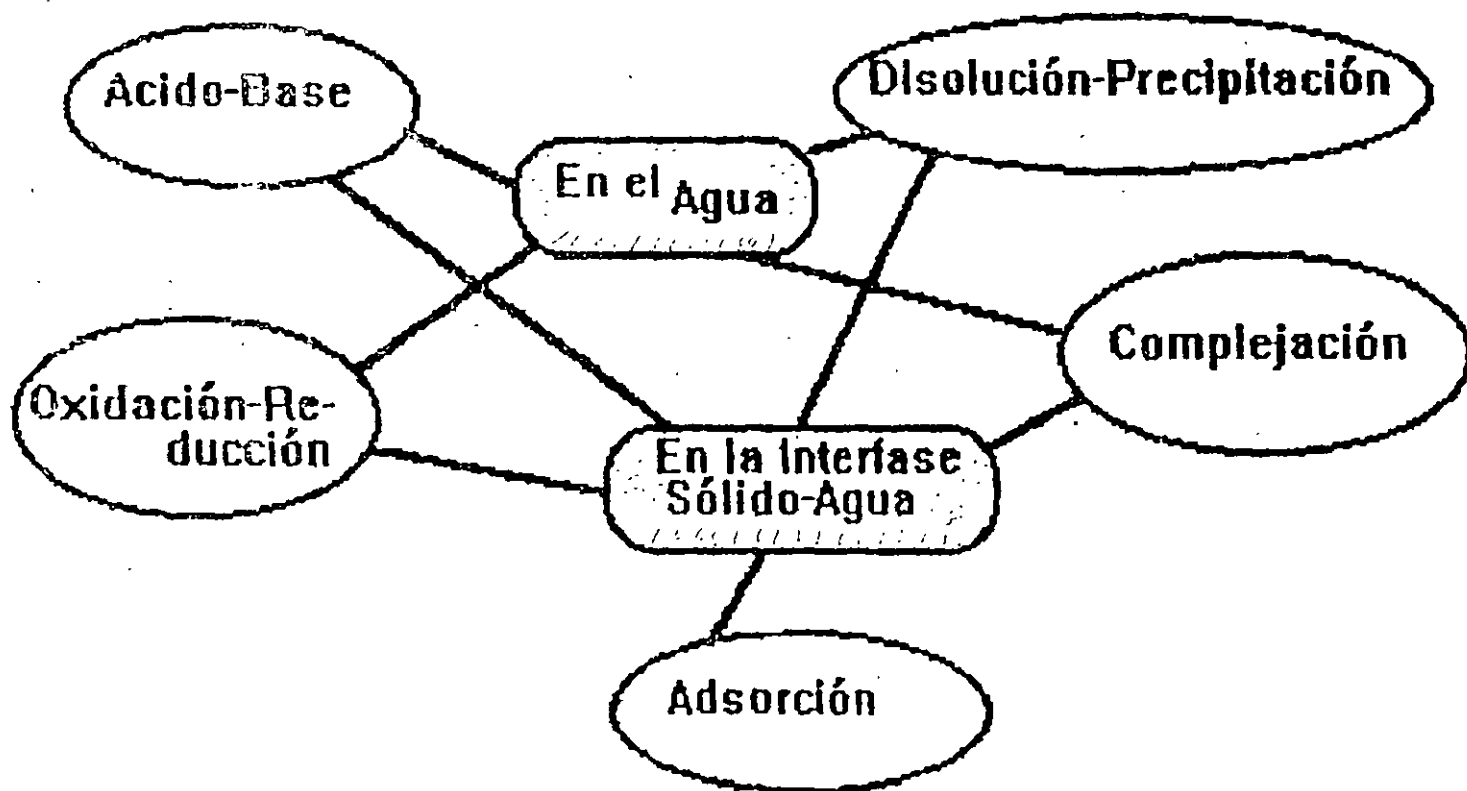 Acido-Base
Disolución-Precipitación
En el Agua
Complejación
Oxidación-Re-
ducción
En la Interfase
Sólido-Agua
Adsorción